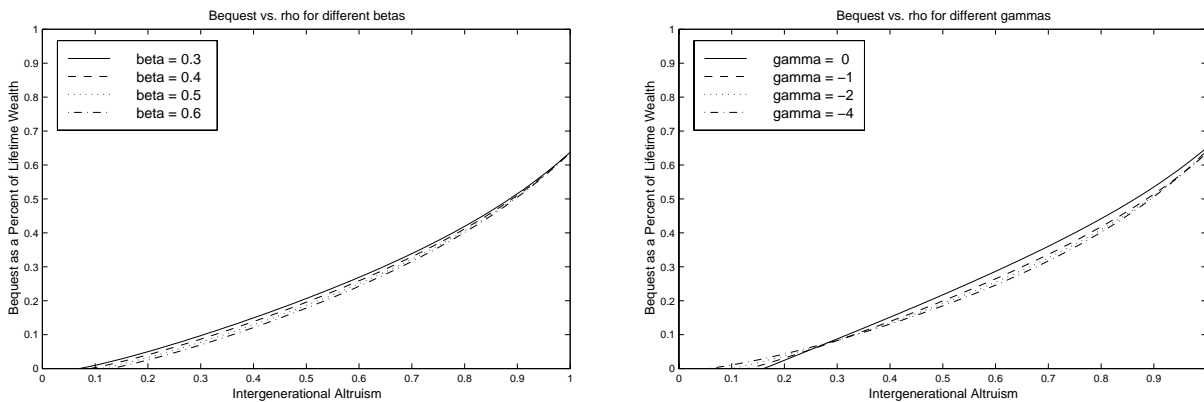 Bequest vs. rho for different betas
1
0.9
0.8
0.7
0.6
0.5
0.4
0.3
0.2
0.1
0
Bequest as a Percent of Lifetime Wealth
beta = 0.3
beta = 0.4
beta = 0.5
beta = 0.6
0 0.1 0.2 0.3 0.4 0.5 0.6 0.7 0.8 0.9 1
Intergenerational Altruism
Bequest vs. rho for different gammas
1
0.9
0.8
0.7
0.6
0.5
0.4
0.3
0.2
0.1
0
Bequest as a Percent of Lifetime Wealth
gamma = 0
gamma = −1
gamma = −2
gamma = −4
0 0.1 0.2 0.3 0.4 0.5 0.6 0.7 0.8 0.9
Intergenerational Altruism